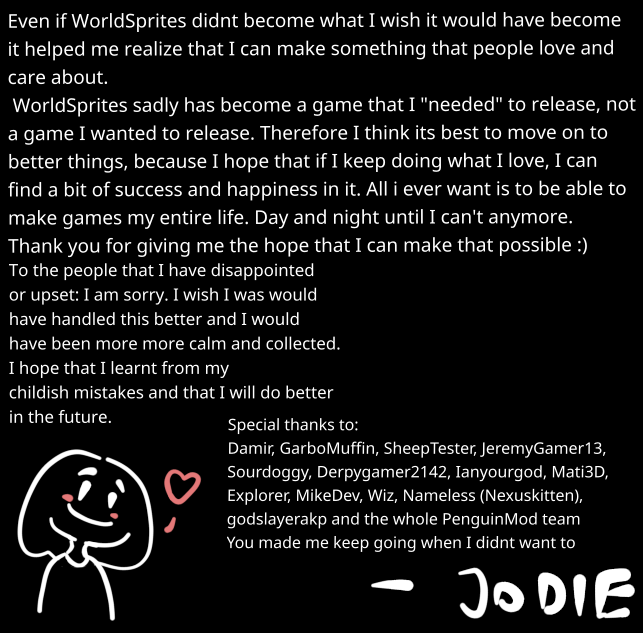 Even if WorldSprites didnt become what I wish it would have become
it helped me realize that I can make something that people love and
care about.
WorldSprites sadly has become a game that I "needed" to release, not
a game I wanted to release. Therefore I think its best to move on to
better things, because I hope that if I keep doing what I love, I can
find a bit of success and happiness in it. All i ever want is to be able to
make games my entire life. Day and night until I can't anymore.
Thank you for giving me the hope that I can make that possible :)
To the people that I have disappointed
or upset: I am sorry. I wish I was would
have handled this better and I would
have been more more calm and collected.
I hope that I learnt from my
childish mistakes and that I will do better
in the future.
Special thanks to:
Damir, GarboMuffin, SheepTester, JeremyGamer13,
Sourdoggy, Derpygamer2142, Ianyourgod, Mati3D,
Explorer, MikeDev, Wiz, Nameless (Nexuskitten),
godslayerakp and the whole PenguinMod team
You made me keep going when I didnt want to
- JODIE